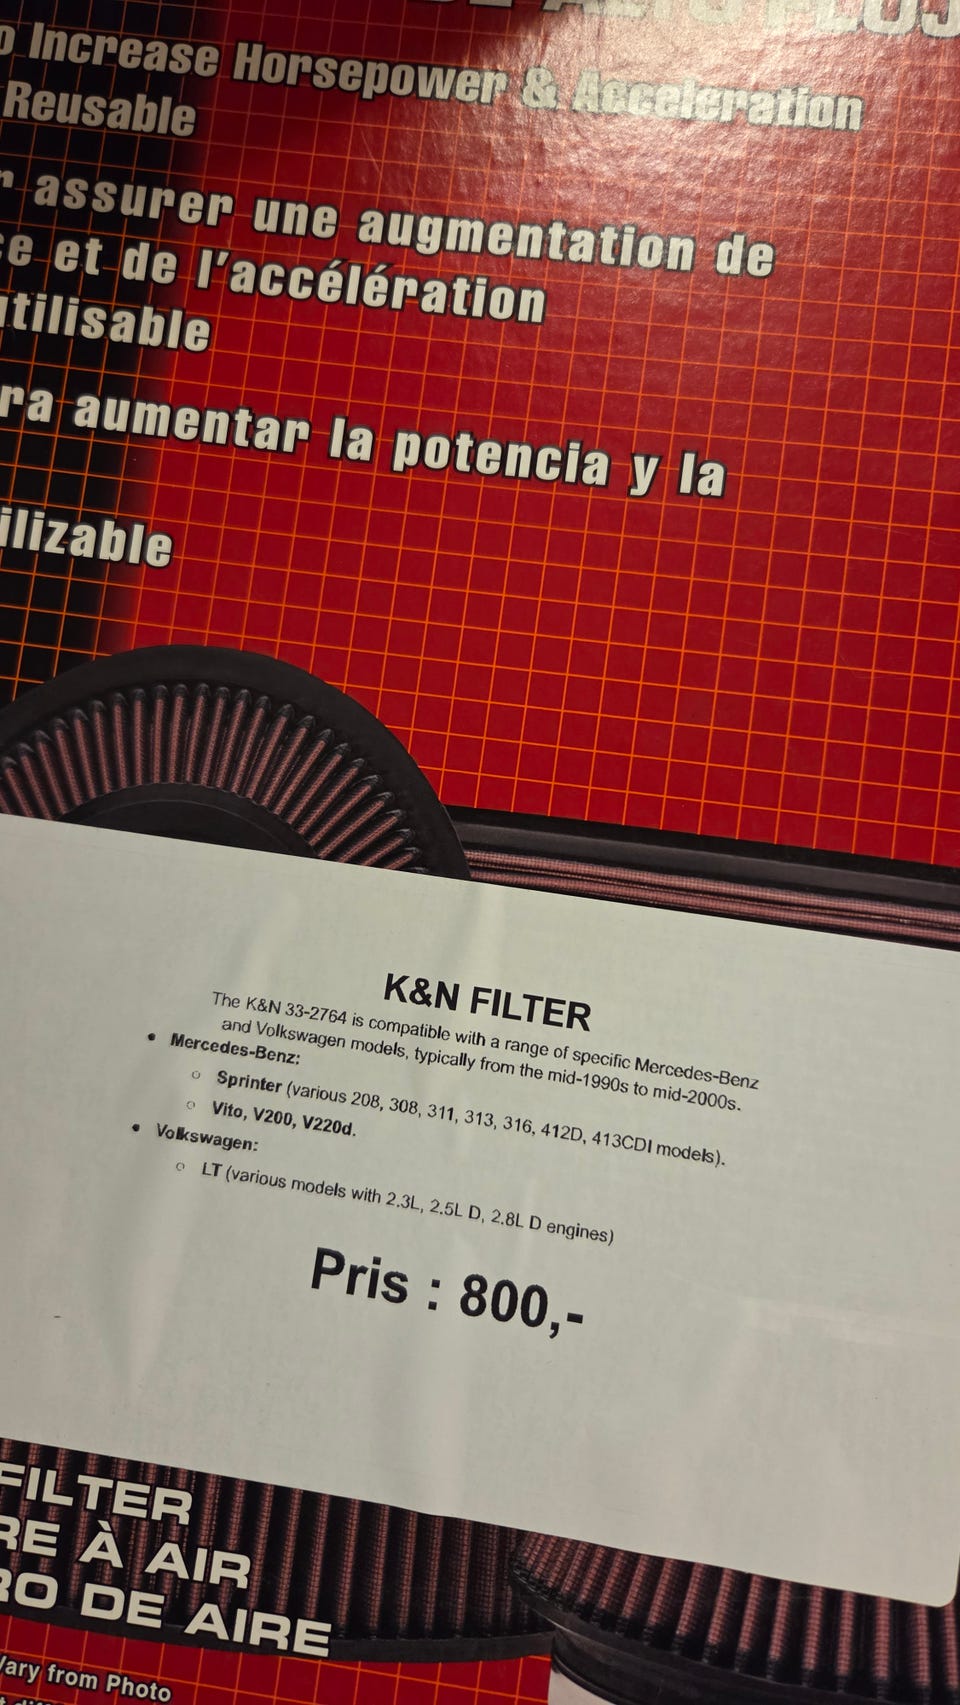 DE ALTO FLUJO
o Increase Horsepower & Acceleration
Reusable
r assurer une augmentation de
ce et de l'accélération
utilisable
ra aumentar la potencia y la
ilizable
K&N FILTER
The K&N 33-2764 is compatible with a range of specific Mercedes-Benz
and Volkswagen models, typically from the mid-1990s to mid-2000s.
• Mercedes-Benz:
○ Sprinter (various 208, 308, 311, 313, 316, 412D, 413CDI models).
○ Vito, V200, V220d.
• Volkswagen:
○ LT (various models with 2.3L, 2.5L D, 2.8L D engines)
Pris : 800,-
FILTER
RE À AIR
RO DE AIRE
Vary from Photo